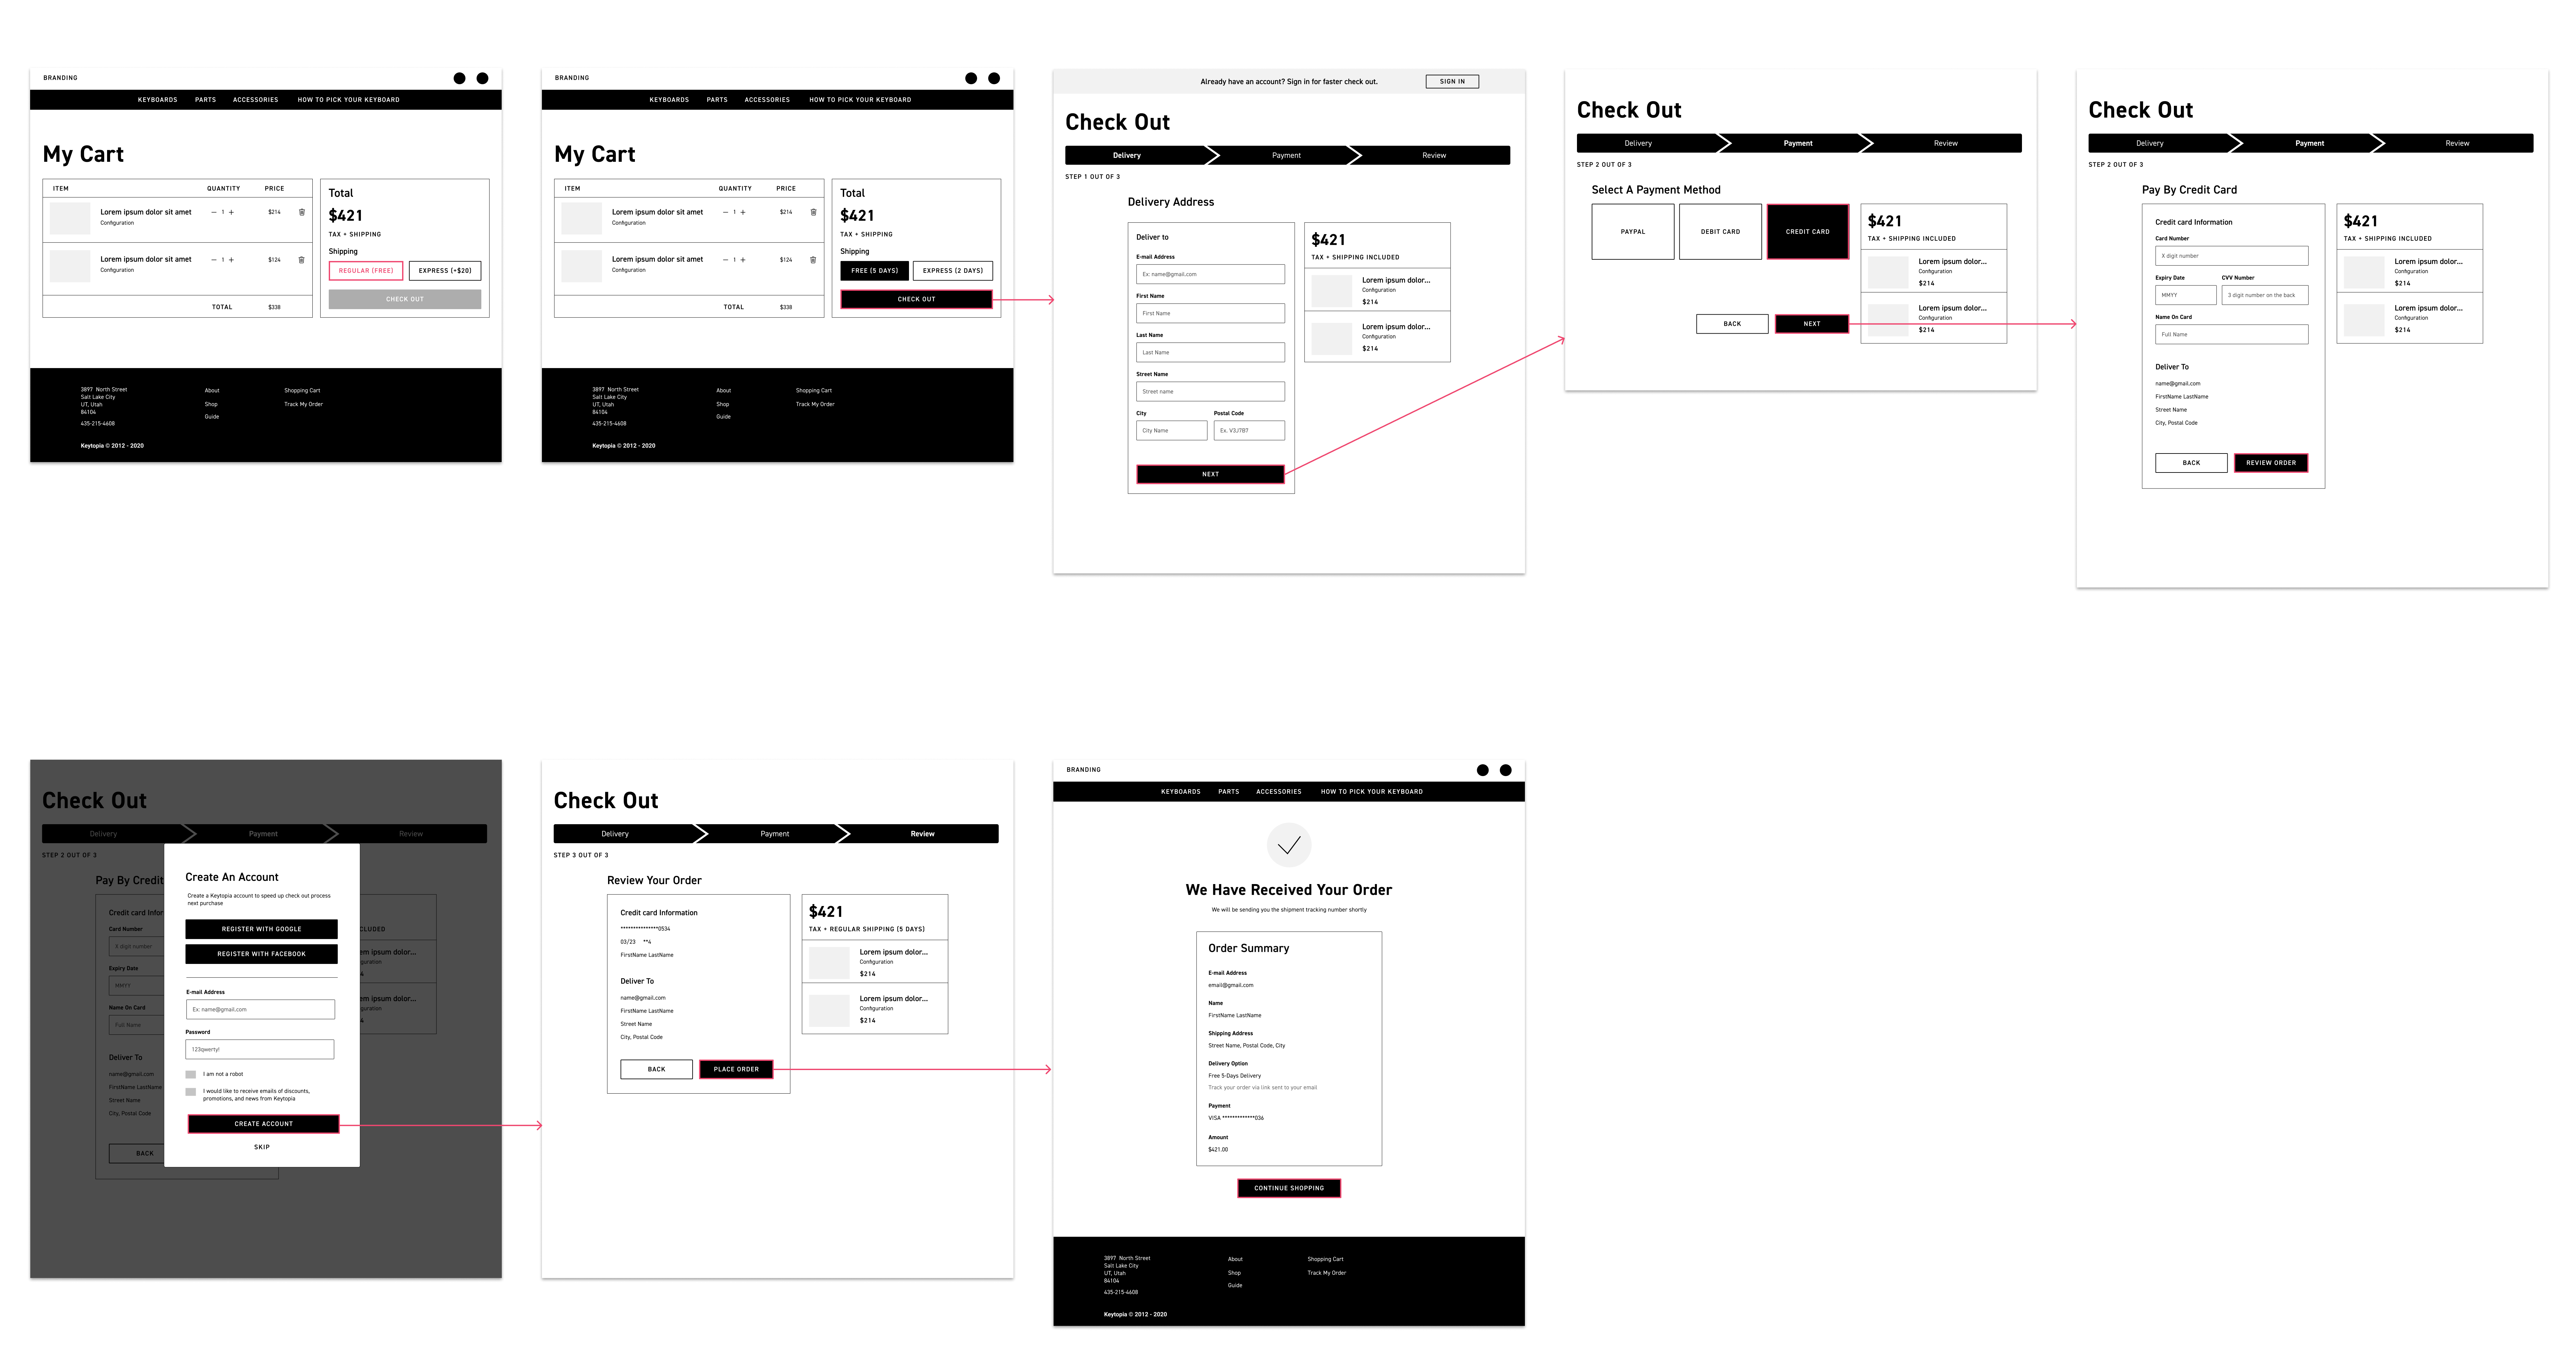 BRANDING
KEYBOARDS PARTS ACCESSORIES HOW TO PICK YOUR KEYBOARD
My Cart
ITEM QUANTITY PRICE
Lorem ipsum dolor sit amet — 1 + $214
Configuration
Lorem ipsum dolor sit amet — 1 + $124
Configuration
TOTAL $338
Total
$421
TAX + SHIPPING
Shipping
REGULAR (FREE) EXPRESS (+$20)
CHECK OUT
3897 North Street
Salt Lake City
UT, Utah
84104
435-215-4608
About
Shop
Guide
Shopping Cart
Track My Order
Keytopia © 2012 - 2020
BRANDING
KEYBOARDS PARTS ACCESSORIES HOW TO PICK YOUR KEYBOARD
My Cart
ITEM QUANTITY PRICE
Lorem ipsum dolor sit amet — 1 + $214
Configuration
Lorem ipsum dolor sit amet — 1 + $124
Configuration
TOTAL $338
Total
$421
TAX + SHIPPING
Shipping
FREE (5 DAYS) EXPRESS (2 DAYS)
CHECK OUT
3897 North Street
Salt Lake City
UT, Utah
84104
435-215-4608
About
Shop
Guide
Shopping Cart
Track My Order
Keytopia © 2012 - 2020
Already have an account? Sign in for faster check out. SIGN IN
Check Out
Delivery Payment Review
STEP 1 OUT OF 3
Delivery Address
Deliver to
E-mail Address
Ex: name@gmail.com
First Name
First Name
Last Name
Last Name
Street Name
Street name
City Postal Code
City Name Ex. V3J7B7
NEXT
$421
TAX + SHIPPING INCLUDED
Lorem ipsum dolor...
Configuration
$214
Lorem ipsum dolor...
Configuration
$214
Check Out
Delivery Payment Review
STEP 2 OUT OF 3
Select A Payment Method
PAYPAL DEBIT CARD CREDIT CARD
BACK NEXT
$421
TAX + SHIPPING INCLUDED
Lorem ipsum dolor...
Configuration
$214
Lorem ipsum dolor...
Configuration
$214
Check Out
Delivery Payment Review
STEP 2 OUT OF 3
Pay By Credit Card
Credit card Information
Card Number
X digit number
Expiry Date CVV Number
MMYY 3 digit number on the back
Name On Card
Full Name
Deliver To
name@gmail.com
FirstName LastName
Street Name
City, Postal Code
BACK REVIEW ORDER
$421
TAX + SHIPPING INCLUDED
Lorem ipsum dolor...
Configuration
$214
Lorem ipsum dolor...
Configuration
$214
Check Out
Delivery Payment Review
STEP 2 OUT OF 3
Pay By Credit
Credit card Infor
Card Number
X digit number
Expiry Date
MMYY
Name On Card
Full Name
Deliver To
name@gmail.com
FirstName LastName
Street Name
City, Postal Code
BACK
Create An Account
Create a Keytopia account to speed up check out process
next purchase
REGISTER WITH GOOGLE
REGISTER WITH FACEBOOK
E-mail Address
Ex: name@gmail.com
Password
123qwerty!
I am not a robot
I would like to receive emails of discounts,
promotions, and news from Keytopia
CREATE ACCOUNT
SKIP
Check Out
Delivery Payment Review
STEP 3 OUT OF 3
Review Your Order
Credit card Information
***************0534
03/23 **4
FirstName LastName
Deliver To
name@gmail.com
FirstName LastName
Street Name
City, Postal Code
BACK PLACE ORDER
$421
TAX + REGULAR SHIPPING (5 DAYS)
Lorem ipsum dolor...
Configuration
$214
Lorem ipsum dolor...
Configuration
$214
BRANDING
KEYBOARDS PARTS ACCESSORIES HOW TO PICK YOUR KEYBOARD
We Have Received Your Order
We will be sending you the shipment tracking number shortly
Order Summary
E-mail Address
email@gmail.com
Name
FirstName LastName
Shipping Address
Street Name, Postal Code, City
Delivery Option
Free 5-Days Delivery
Track your order via link sent to your email
Payment
VISA *************036
Amount
$421.00
CONTINUE SHOPPING
3897 North Street
Salt Lake City
UT, Utah
84104
435-215-4608
About
Shop
Guide
Shopping Cart
Track My Order
Keytopia © 2012 - 2020